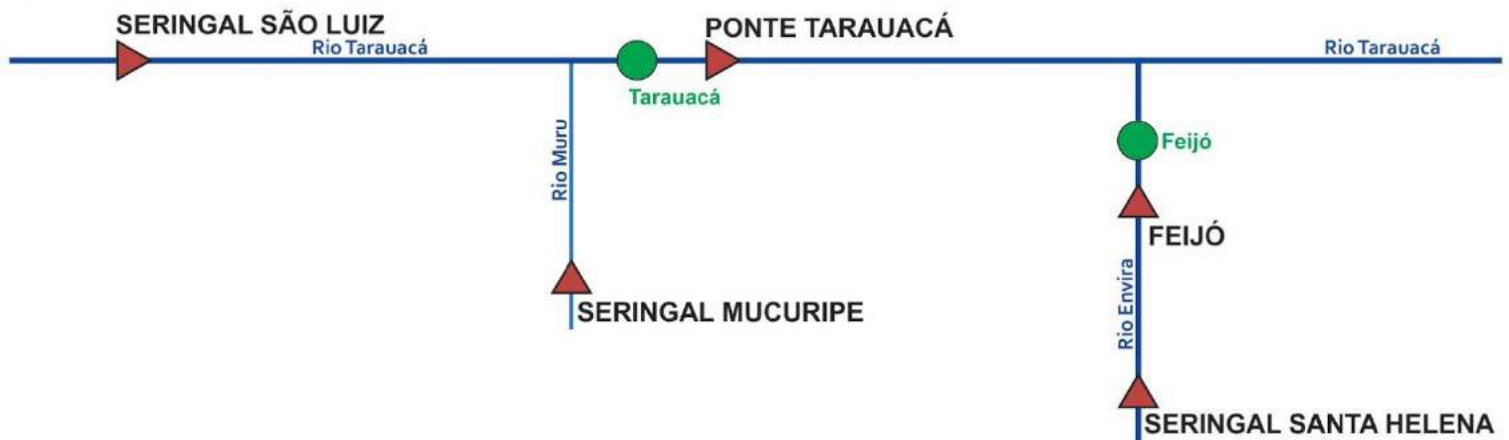 SERINGAL SÃO LUIZ
Rio Tarauacá
PONTE TARAUACÁ
Rio Tarauacá
Tarauacá
Rio Muru
Feijó
FEIJÓ
Rio Envira
SERINGAL MUCURIPE
SERINGAL SANTA HELENA